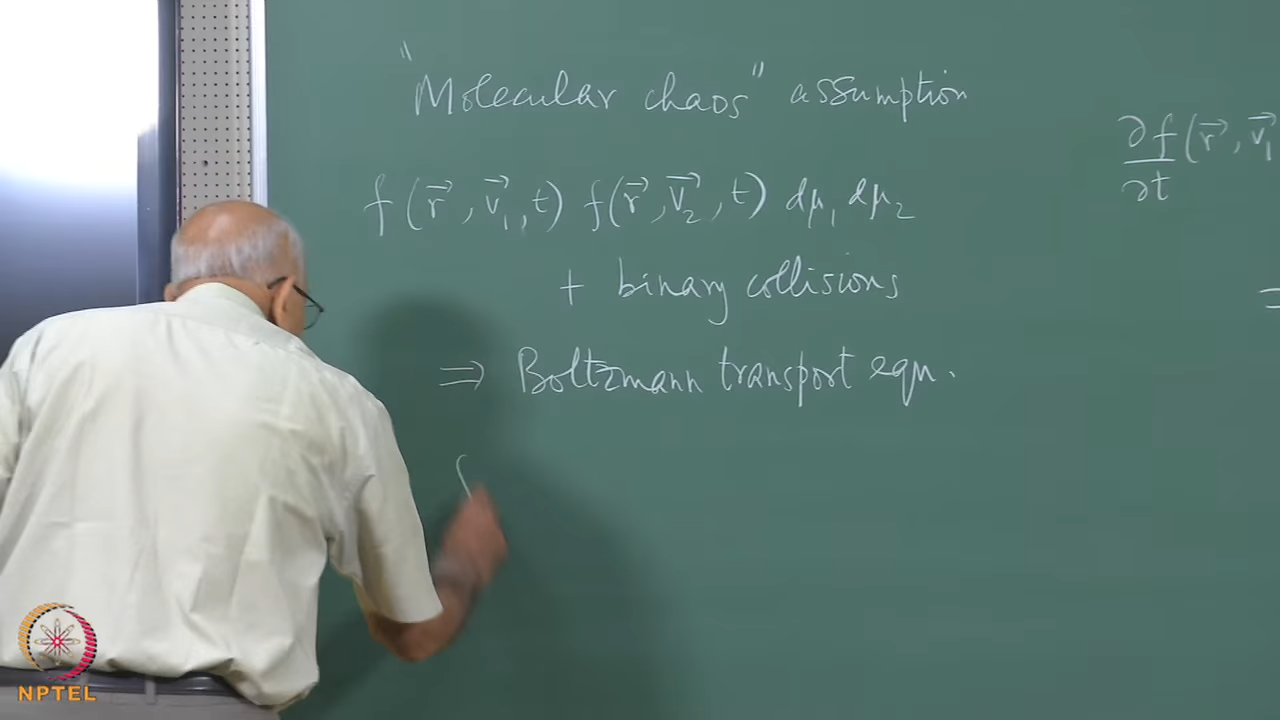 "Molecular chaos" assumption
f(r⃗, v⃗₁, t) f(r⃗, v⃗₂, t) dμ₁ dμ₂
+ binary collisions
⇒ Boltzmann transport eqn.
∂f/∂t (r⃗, v⃗₁
=
NPTEL